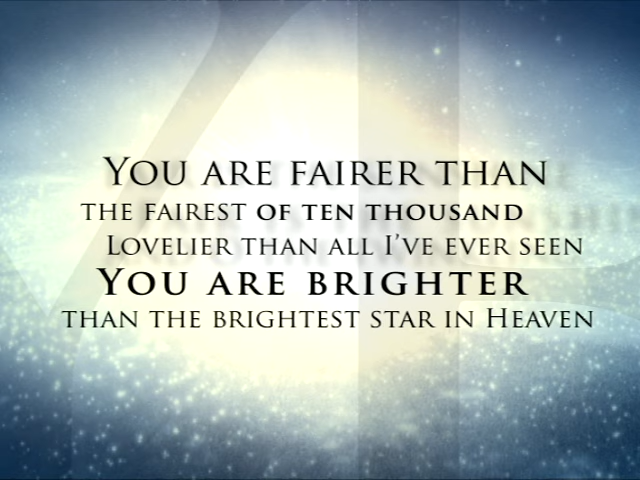 You are fairer than
the fairest of ten thousand
Lovelier than all I've ever seen
You are brighter
than the brightest star in Heaven